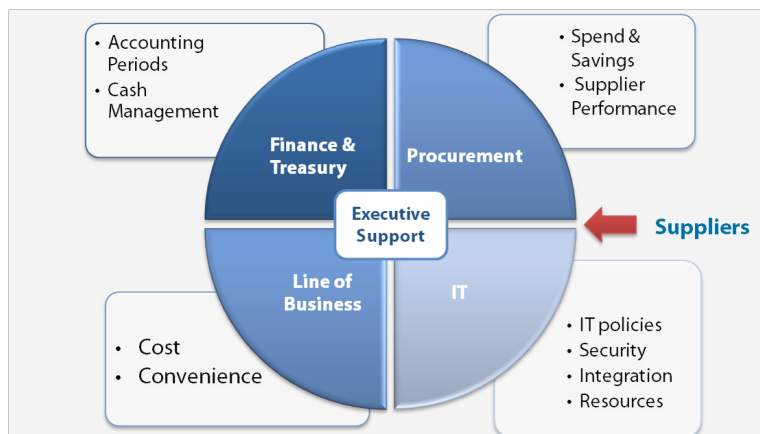 • Accounting
Periods
• Cash
Management
• Spend &
Savings
• Supplier
Performance
Finance &
Treasury
Procurement
Executive
Support
Suppliers
Line of
Business
IT
• Cost
• Convenience
• IT policies
• Security
• Integration
• Resources